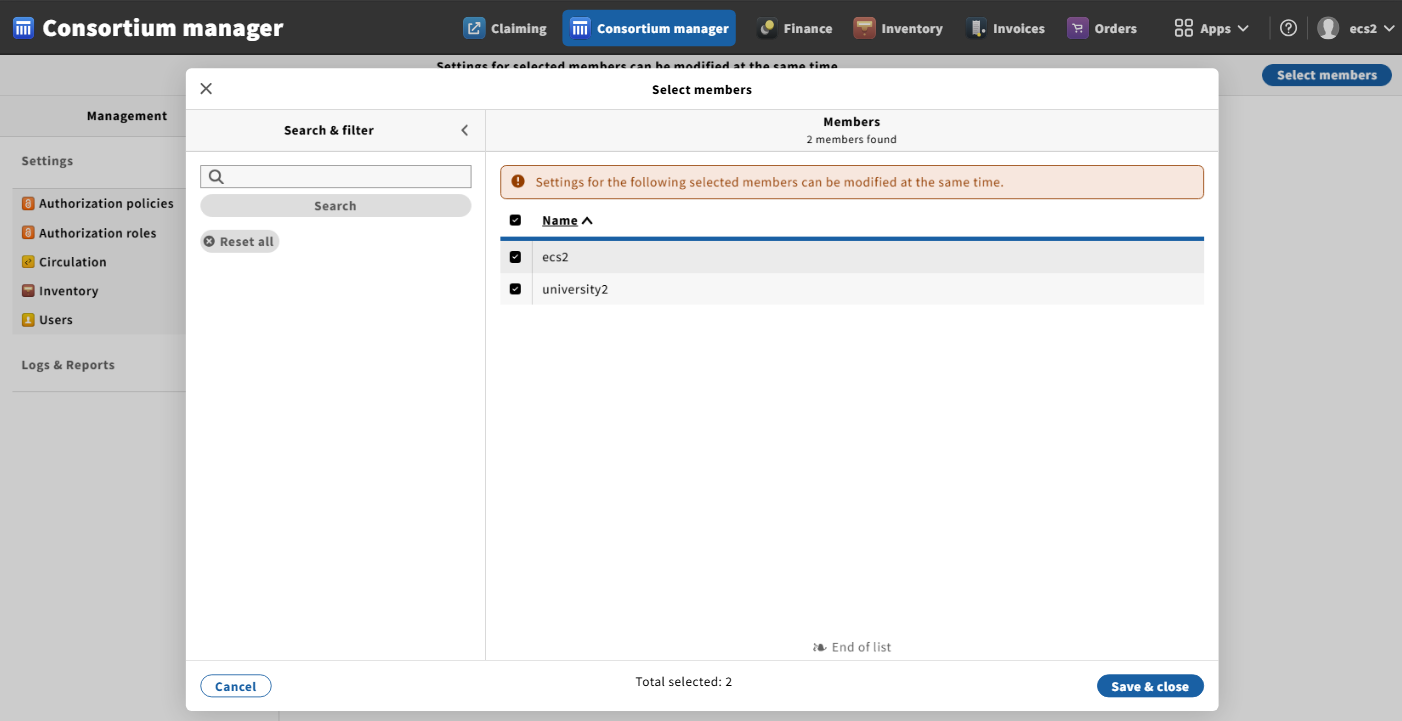 Consortium manager
Claiming
Consortium manager
Finance
Inventory
Invoices
Orders
Apps
ecs2
Settings for selected members can be modified at the same time
Select members
Management
Settings
Authorization policies
Authorization roles
Circulation
Inventory
Users
Logs & Reports
Select members
Search & filter
Members
2 members found
Search
Reset all
Settings for the following selected members can be modified at the same time.
Name
ecs2
university2
End of list
Cancel
Total selected: 2
Save & close